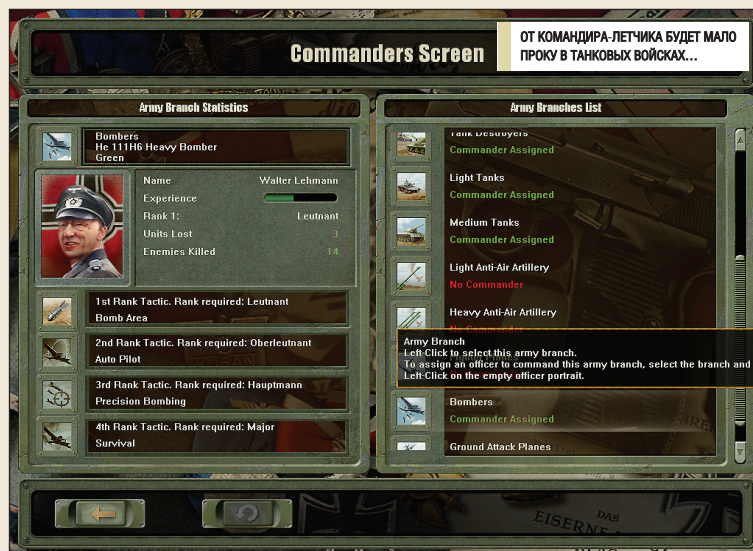 ОТ КОМАНДИРА-ЛЕТЧИКА БУДЕТ МАЛО
ПРОКУ В ТАНКОВЫХ ВОЙСКАХ...
Commanders Screen
Army Branch Statistics
Bombers
He 111H6 Heavy Bomber
Green
Name Walter Lehmann
Experience
Rank 1: Leutnant
Units Lost 3
Enemies Killed 14
1st Rank Tactic. Rank required: Leutnant
Bomb Area
2nd Rank Tactic. Rank required: Oberleutnant
Auto Pilot
3rd Rank Tactic. Rank required: Hauptmann
Precision Bombing
4th Rank Tactic. Rank required: Major
Survival
Army Branches List
Tank Destroyers
Commander Assigned
Light Tanks
Commander Assigned
Medium Tanks
Commander Assigned
Light Anti-Air Artillery
No Commander
Heavy Anti-Air Artillery
No Commander
Army Branch
Left-Click to select this army branch.
To assign an officer to command this army branch, select the branch and
Left-Click on the empty officer portrait.
Bombers
Commander Assigned
Ground Attack Planes
DAS
EISERNE